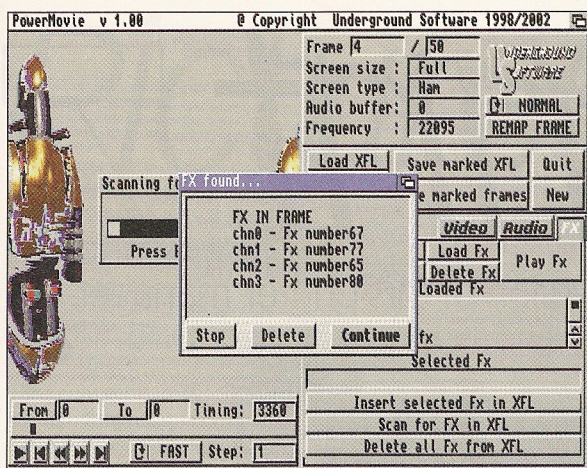 PowerMovie v 1.00 @ Copyright Underground Software 1998/2002
Frame 4 / 50
Screen size : Full
Screen type : Ham
Audio buffer: 0
Frequency : 22095
UNDERGROUND
SOFTWARE
NORMAL
REMAP FRAME
Load XFL
Save marked XFL
Quit
marked frames
New
Scanning
Press
FX found...
FX IN FRAME
chn0 - Fx number67
chn1 - Fx number77
chn2 - Fx number65
chn3 - Fx number80
Stop
Delete
Continue
Video
Audio
FX
Load Fx
Delete Fx
Play Fx
Loaded Fx
fx
Selected Fx
Insert selected Fx in XFL
Scan for FX in XFL
Delete all Fx from XFL
From 0
To 0
Timing: 3360
FAST
Step: 1